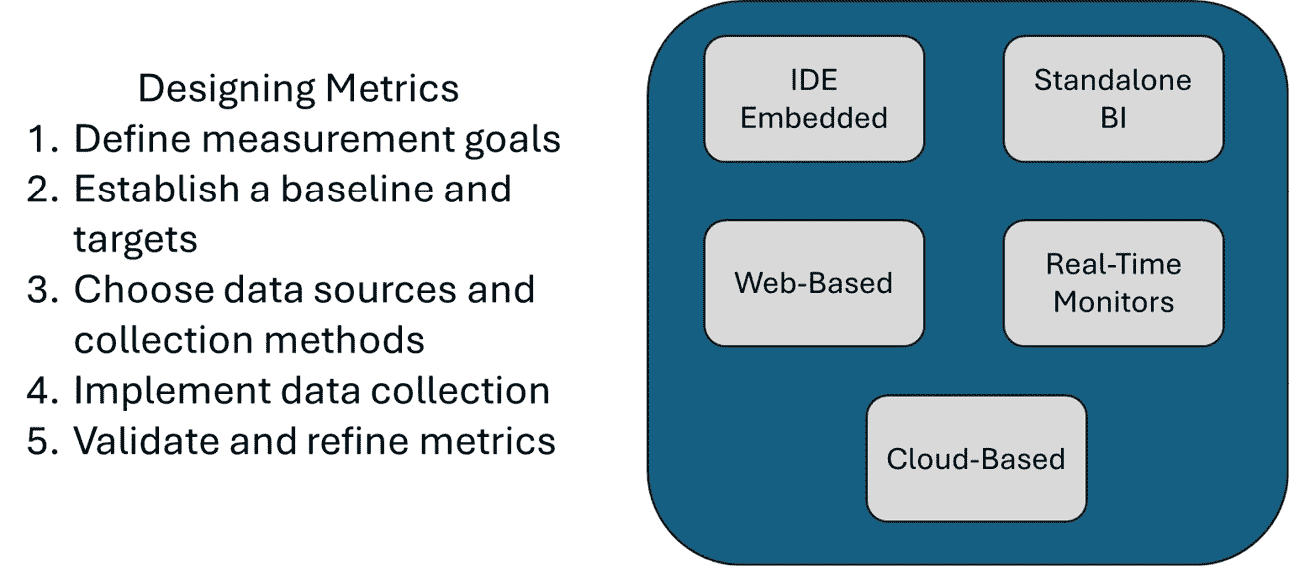 Designing Metrics
1. Define measurement goals
2. Establish a baseline and
targets
3. Choose data sources and
collection methods
4. Implement data collection
5. Validate and refine metrics
IDE
Embedded
Standalone
BI
Web-Based
Real-Time
Monitors
Cloud-Based